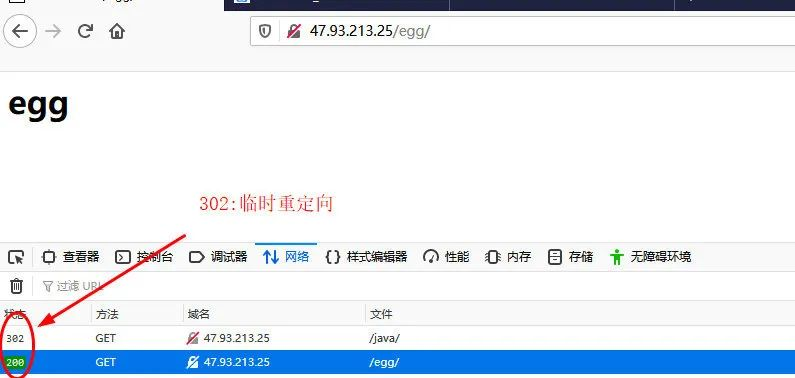 47.93.213.25/egg/
egg
302:临时重定向
查看器 控制台 调试器 网络 样式编辑器 性能 内存 存储 无障碍环境
过滤 URL
状态 方法 域名 文件
302 GET 47.93.213.25 /java/
200 GET 47.93.213.25 /egg/